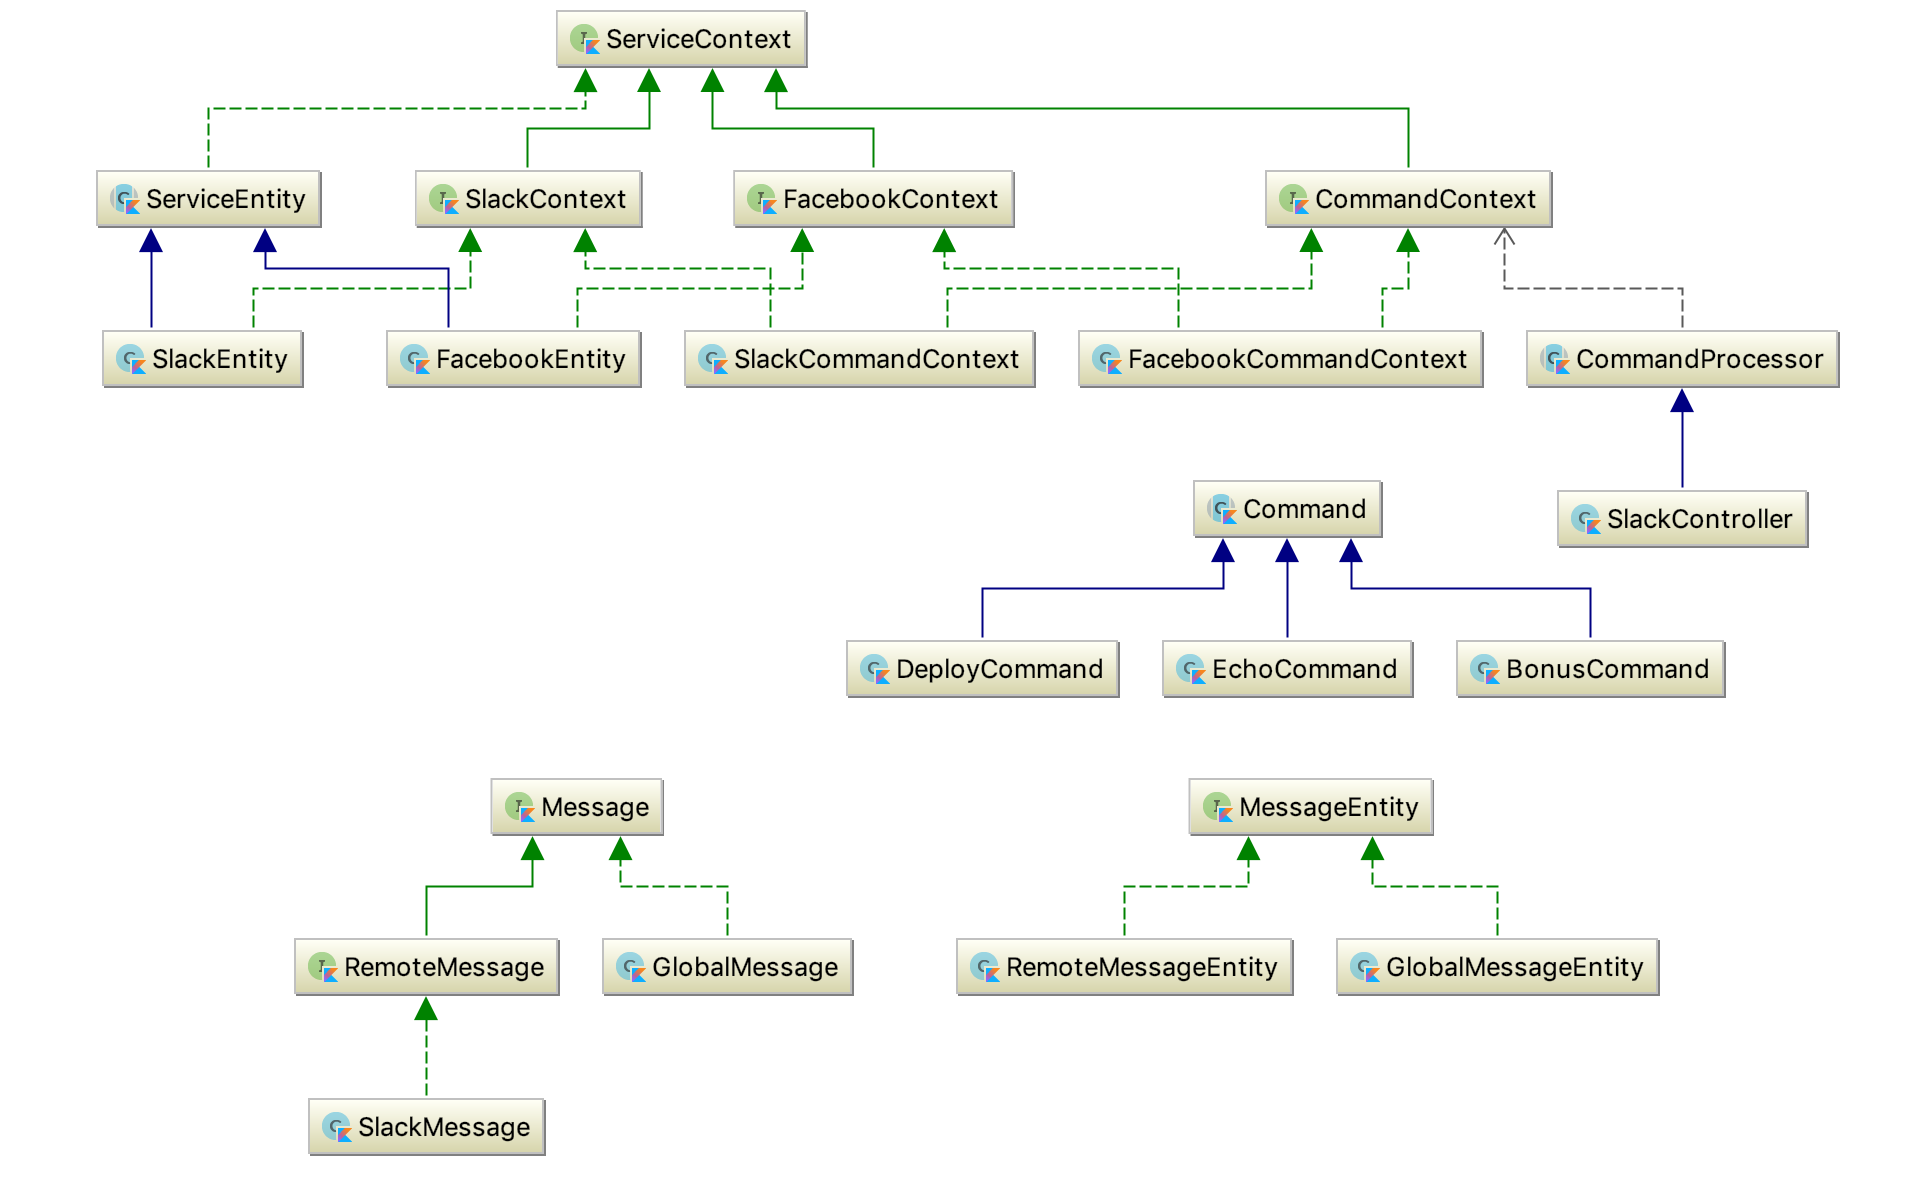 ServiceContext
ServiceEntity
SlackContext
FacebookContext
CommandContext
SlackEntity
FacebookEntity
SlackCommandContext
FacebookCommandContext
CommandProcessor
Command
SlackController
DeployCommand
EchoCommand
BonusCommand
Message
MessageEntity
RemoteMessage
GlobalMessage
RemoteMessageEntity
GlobalMessageEntity
SlackMessage